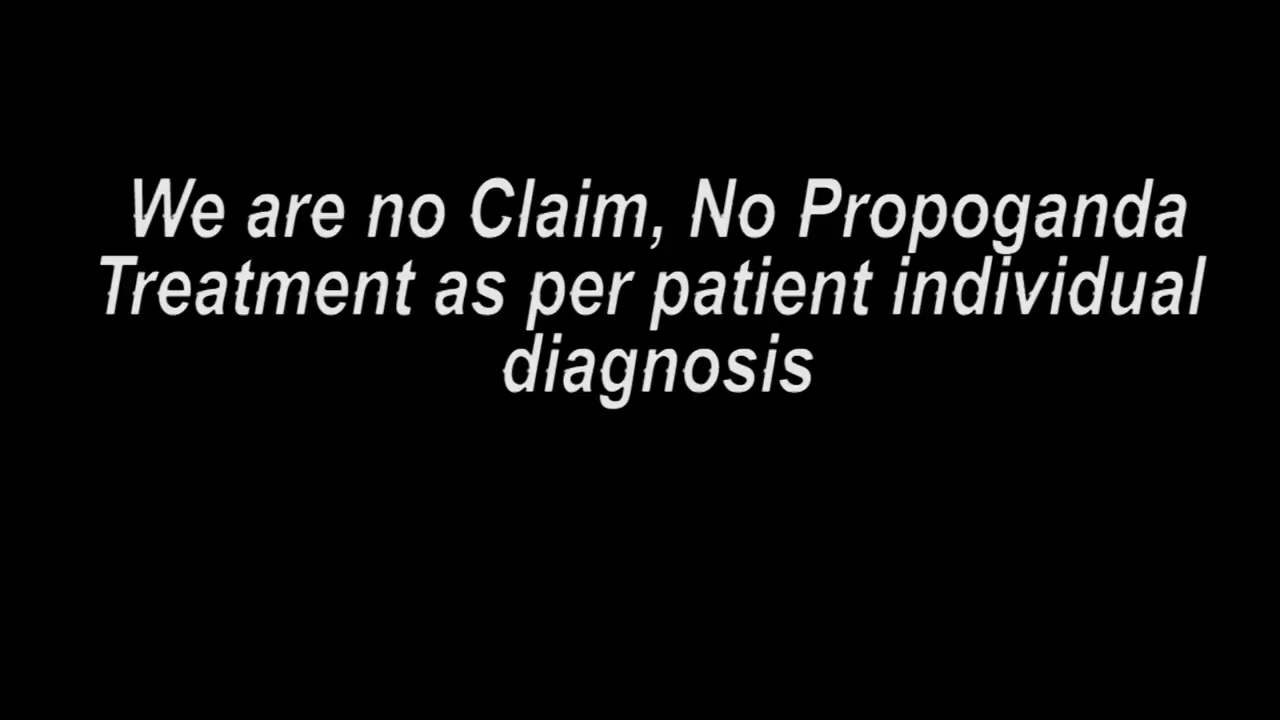 We are no Claim, No Propoganda
Treatment as per patient individual
diagnosis